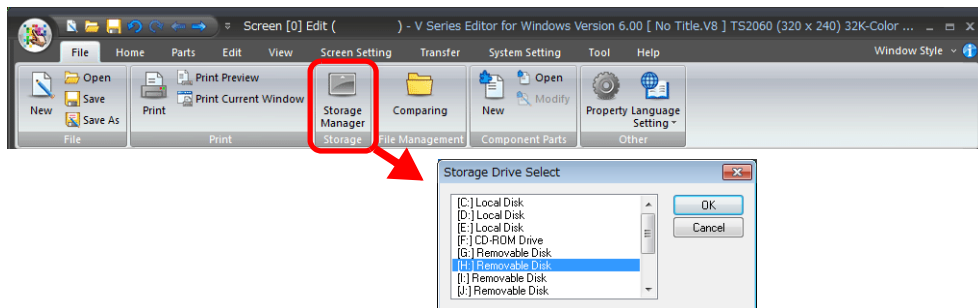 Screen [0] Edit (                    ) - V Series Editor for Windows Version 6.00 [ No Title.V8 ] TS2060 (320 x 240) 32K-Color ...
File Home Parts Edit View Screen Setting Transfer System Setting Tool Help Window Style
New
Open
Save
Save As
File
Print
Print Preview
Print Current Window
Print
Storage
Manager
Storage
Comparing
File Management
New
Open
Modify
Component Parts
Property
Language
Setting
Other
Storage Drive Select
[C:] Local Disk
[D:] Local Disk
[E:] Local Disk
[F:] CD-ROM Drive
[G:] Removable Disk
[H:] Removable Disk
[I:] Removable Disk
[J:] Removable Disk
OK
Cancel